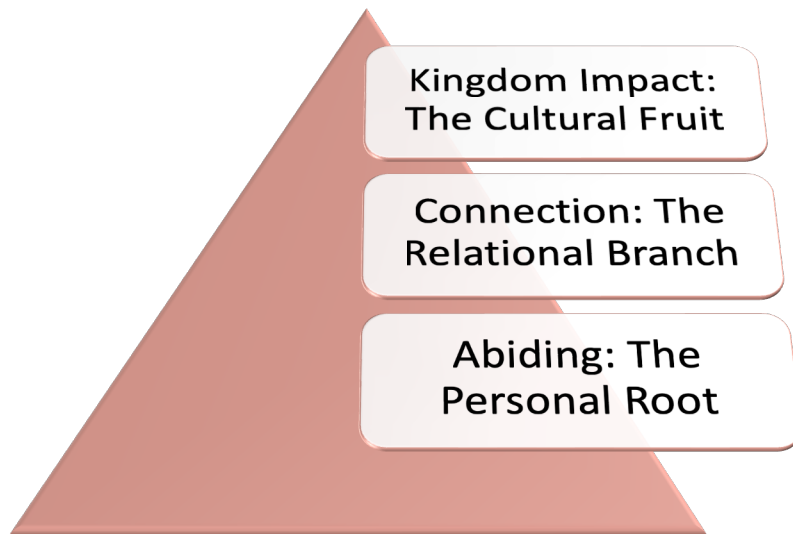 Kingdom Impact:
The Cultural Fruit
Connection: The
Relational Branch
Abiding: The
Personal Root